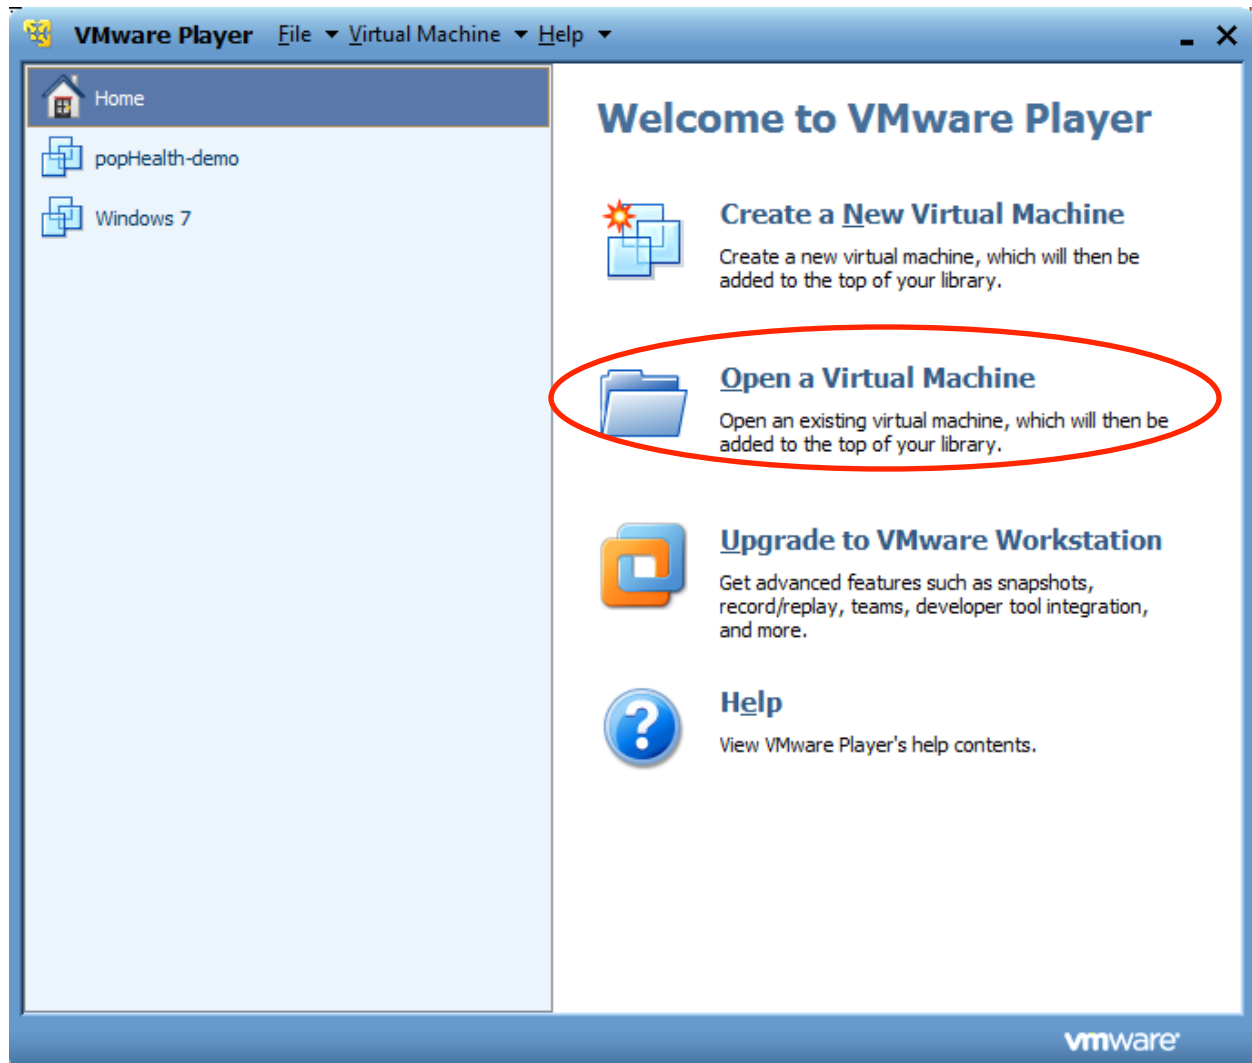 VMware Player File Virtual Machine Help
Home
popHealth-demo
Windows 7
Welcome to VMware Player
Create a New Virtual Machine
Create a new virtual machine, which will then be
added to the top of your library.
Open a Virtual Machine
Open an existing virtual machine, which will then be
added to the top of your library.
Upgrade to VMware Workstation
Get advanced features such as snapshots,
record/replay, teams, developer tool integration,
and more.
Help
View VMware Player's help contents.
vmware